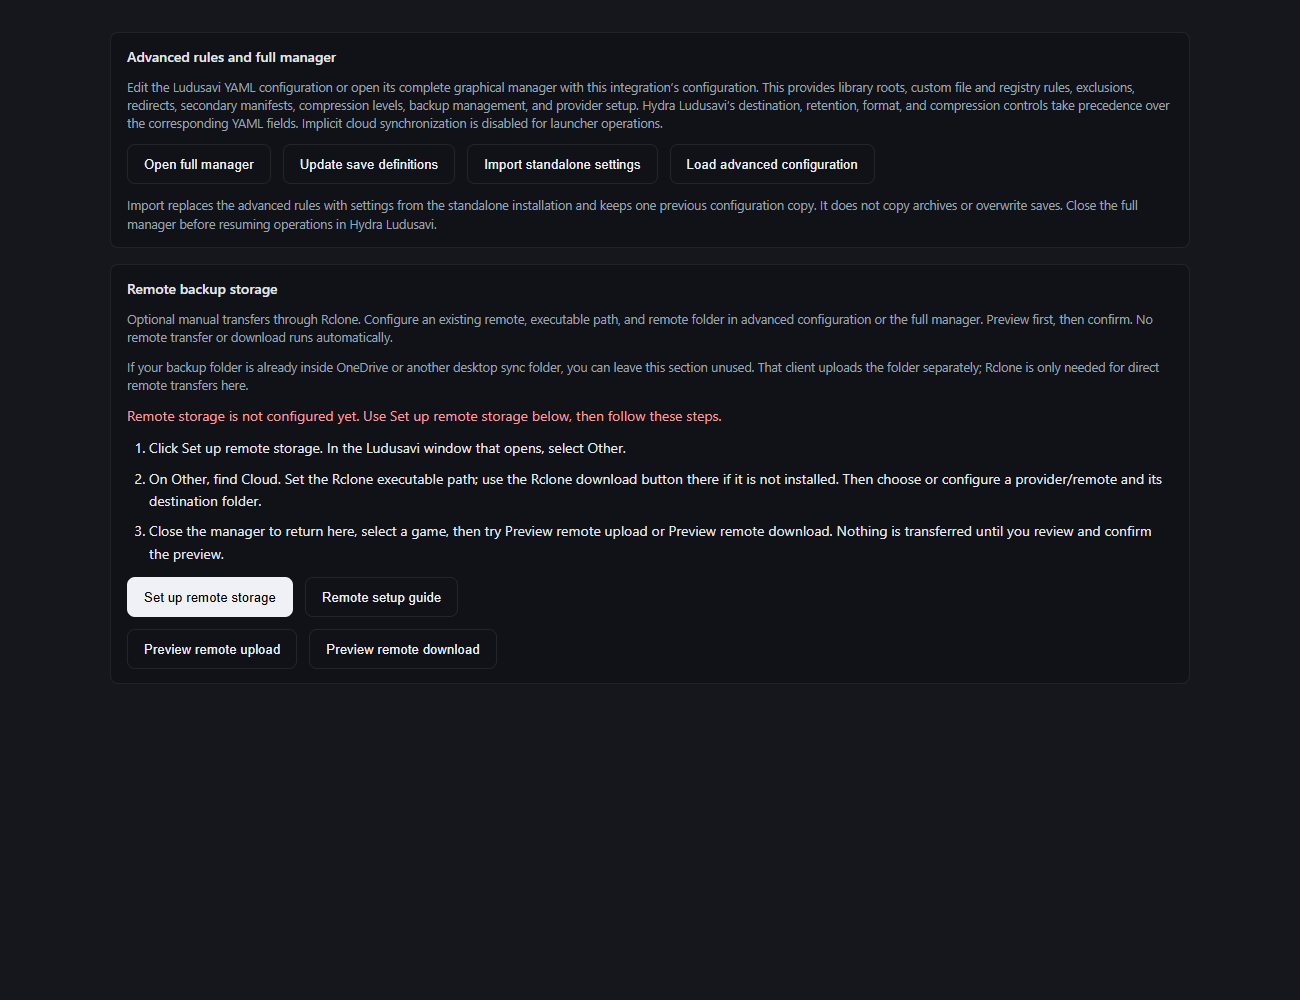 Advanced rules and full manager
Edit the Ludusavi YAML configuration or open its complete graphical manager with this integration's configuration. This provides library roots, custom file and registry rules, exclusions,
redirects, secondary manifests, compression levels, backup management, and provider setup. Hydra Ludusavi's destination, retention, format, and compression controls take precedence over
the corresponding YAML fields. Implicit cloud synchronization is disabled for launcher operations.
Open full manager
Update save definitions
Import standalone settings
Load advanced configuration
Import replaces the advanced rules with settings from the standalone installation and keeps one previous configuration copy. It does not copy archives or overwrite saves. Close the full
manager before resuming operations in Hydra Ludusavi.
Remote backup storage
Optional manual transfers through Rclone. Configure an existing remote, executable path, and remote folder in advanced configuration or the full manager. Preview first, then confirm. No
remote transfer or download runs automatically.
If your backup folder is already inside OneDrive or another desktop sync folder, you can leave this section unused. That client uploads the folder separately; Rclone is only needed for direct
remote transfers here.
Remote storage is not configured yet. Use Set up remote storage below, then follow these steps.
1. Click Set up remote storage. In the Ludusavi window that opens, select Other.
2. On Other, find Cloud. Set the Rclone executable path; use the Rclone download button there if it is not installed. Then choose or configure a provider/remote and its
destination folder.
3. Close the manager to return here, select a game, then try Preview remote upload or Preview remote download. Nothing is transferred until you review and confirm
the preview.
Set up remote storage
Remote setup guide
Preview remote upload
Preview remote download